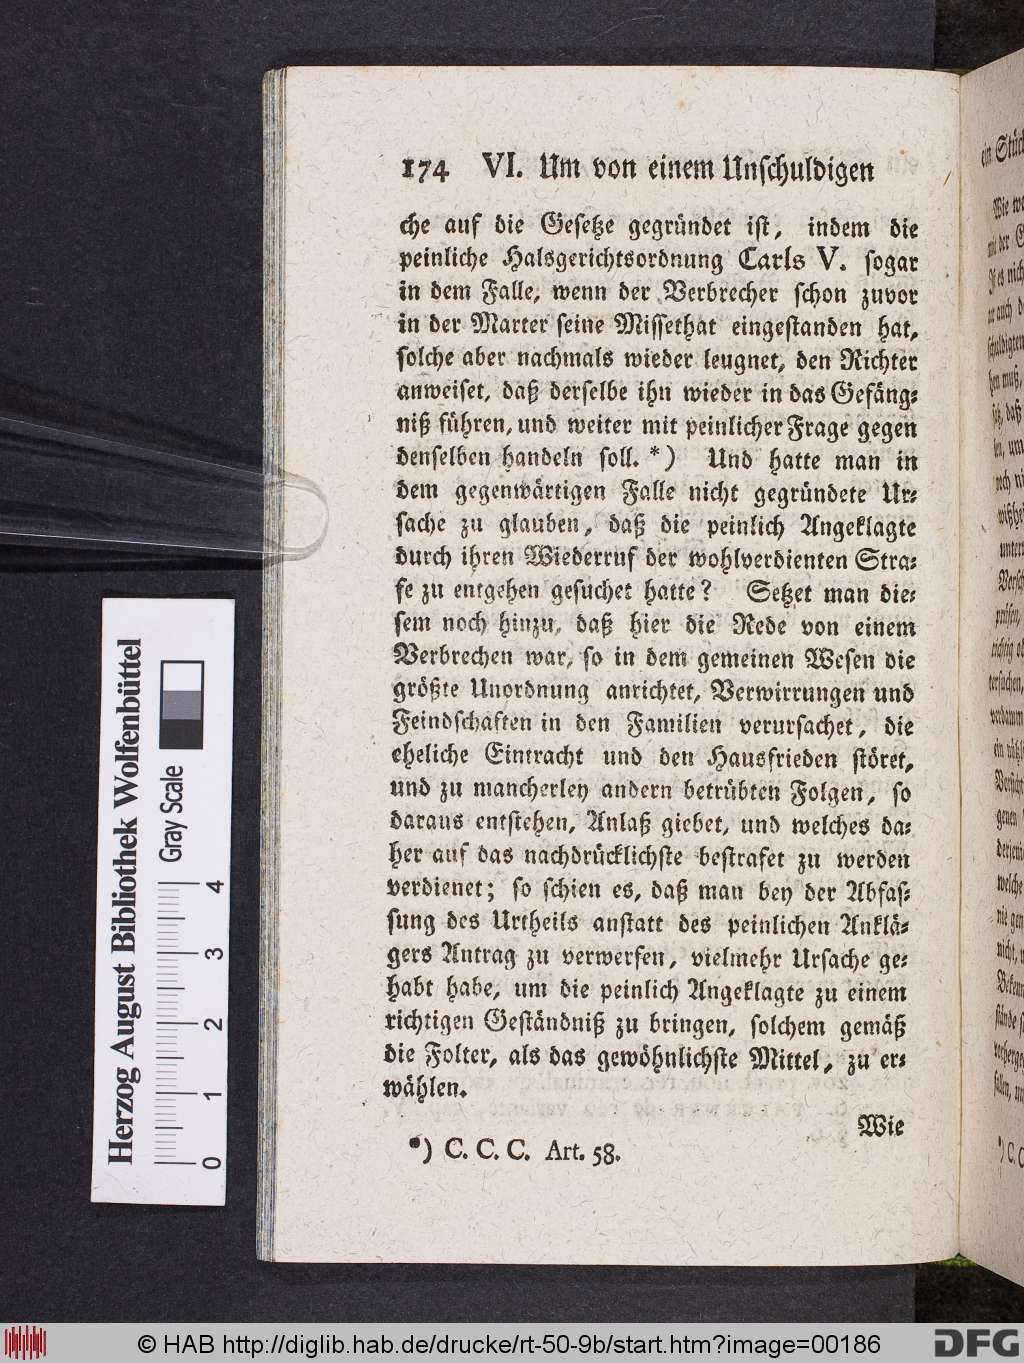 174 VI. Um von einem Unschuldigen
che auf die Gesetze gegründet ist, indem die
peinliche Halsgerichtsordnung Carls V. sogar
in dem Falle, wenn der Verbrecher schon zuvor
in der Marter seine Missethat eingestanden hat,
solche aber nachmals wieder leugnet, den Richter
anweiset, daß derselbe ihn wieder in das Gefäng-
niß führen, und weiter mit peinlicher Frage gegen
denselben handeln soll. *) Und hatte man in
dem gegenwärtigen Falle nicht gegründete Ur-
sache zu glauben, daß die peinlich Angeklagte
durch ihren Wiederruf der wohlverdienten Stra-
fe zu entgehen gesuchet hatte? Setzet man die-
sem noch hinzu, daß hier die Rede von einem
Verbrechen war, so in dem gemeinen Wesen die
größte Unordnung anrichtet, Verwirrungen und
Feindschaften in den Familien verursachet, die
eheliche Eintracht und den Hausfrieden störet,
und zu mancherley andern betrübten Folgen, so
daraus entstehen, Anlaß giebet, und welches da-
her auf das nachdrücklichste bestrafet zu werden
verdienet; so schien es, daß man bey der Abfas-
sung des Urtheils anstatt des peinlichen Anklä-
gers Antrag zu verwerfen, vielmehr Ursache ge-
habt habe, um die peinlich Angeklagte zu einem
richtigen Geständniß zu bringen, solchem gemäß
die Folter, als das gewöhnlichste Mittel, zu er-
wählen.
Wie
*) C. C. C. Art. 58.
Herzog August Bibliothek Wolfenbüttel
Gray Scale
0 1 2 3 4
© HAB http://diglib.hab.de/drucke/rt-50-9b/start.htm?image=00186
DFG